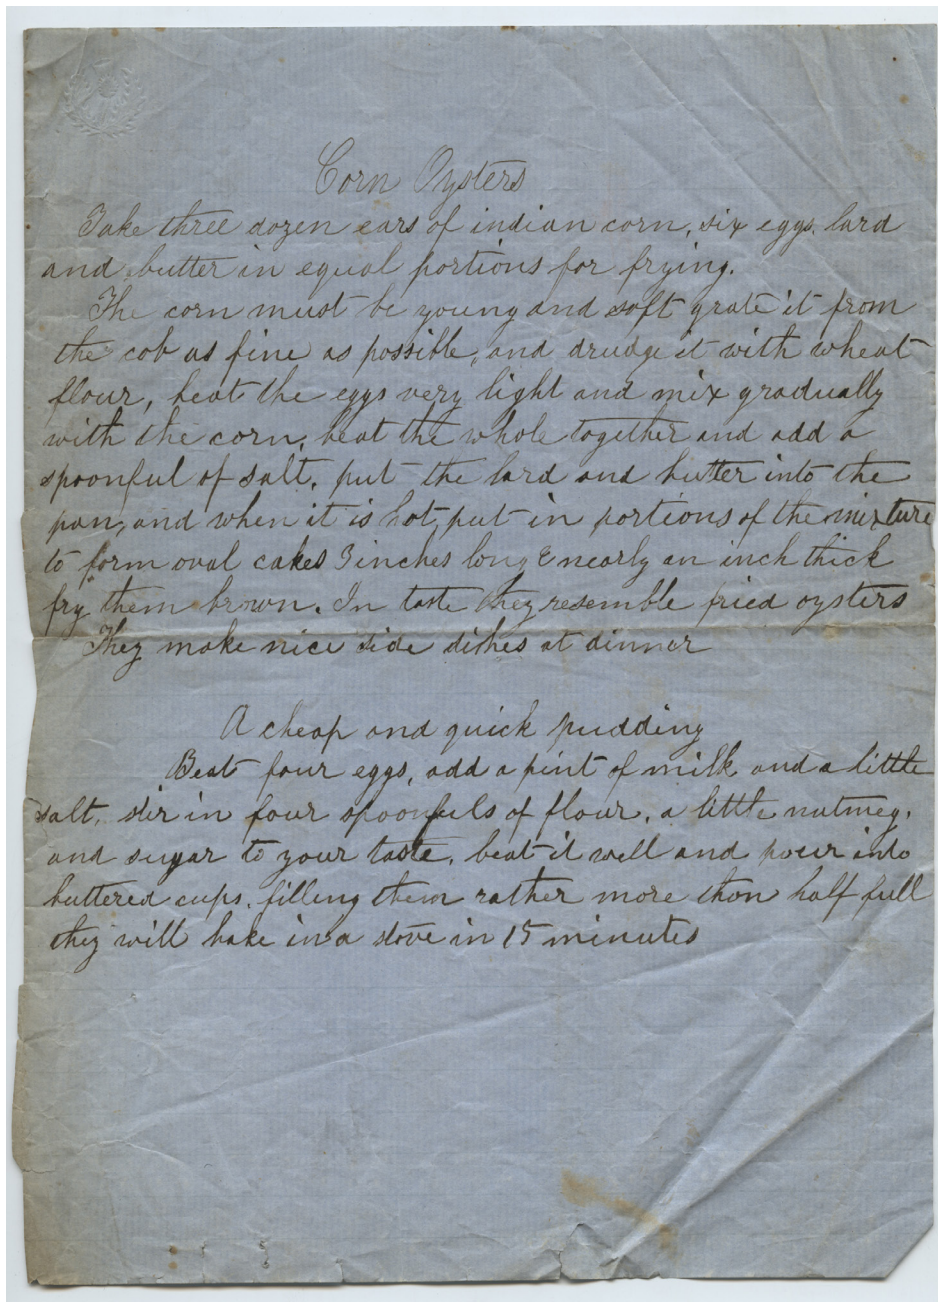 Corn Oysters
Take three dozen ears of indian corn, six eggs, lard
and butter in equal portions for frying.
The corn must be young and soft grate it from
the cob as fine as possible, and drudge it with wheat
flour, beat the eggs very light and mix gradually
with the corn, beat the whole together and add a
spoonful of salt, put the lard and butter into the
pan, and when it is hot, put in portions of the mixture
to form oval cakes 3 inches long & nearly an inch thick
fry them brown. In taste they resemble fried oysters
They make nice side dishes at dinner
A cheap and quick pudding
Beat four eggs, add a pint of milk and a little
salt, stir in four spoonfuls of flour, a little nutmeg,
and sugar to your taste, beat it well and pour into
buttered cups, filling them rather more than half full
they will bake in a stove in 15 minutes